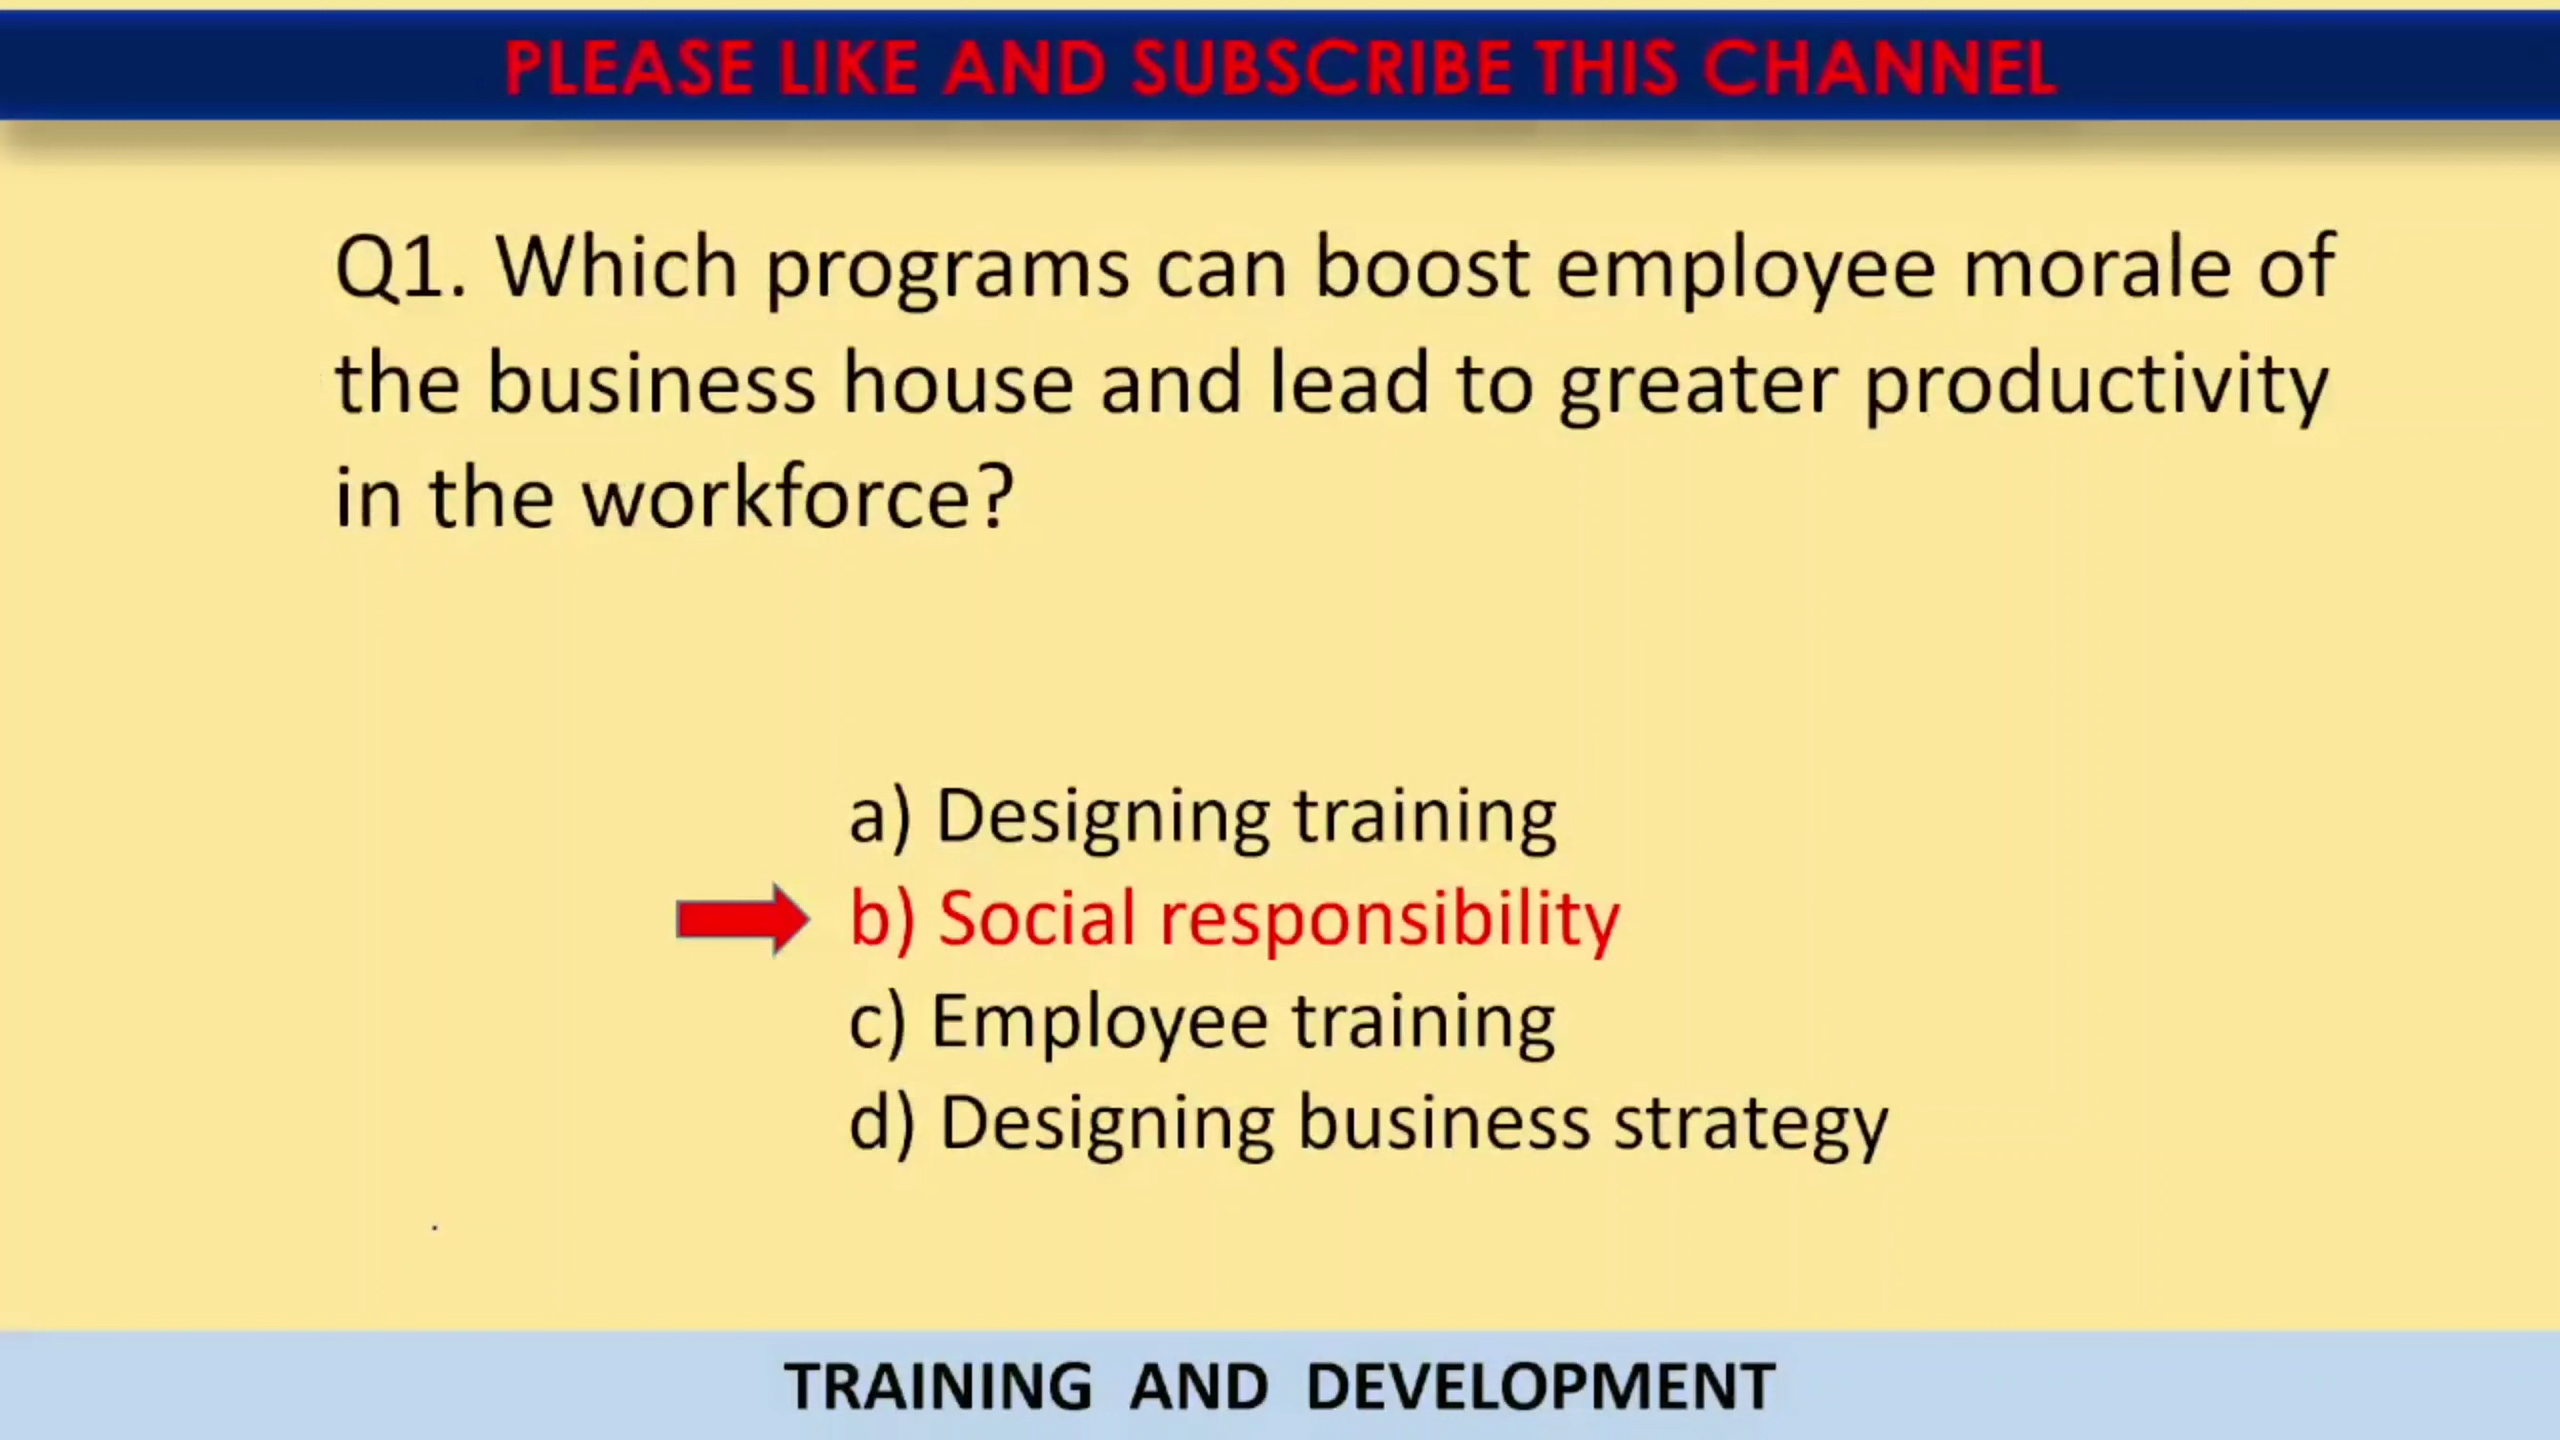 PLEASE LIKE AND SUBSCRIBE THIS CHANNEL
Q1. Which programs can boost employee morale of
the business house and lead to greater productivity
in the workforce?
a) Designing training
b) Social responsibility
c) Employee training
d) Designing business strategy
TRAINING AND DEVELOPMENT